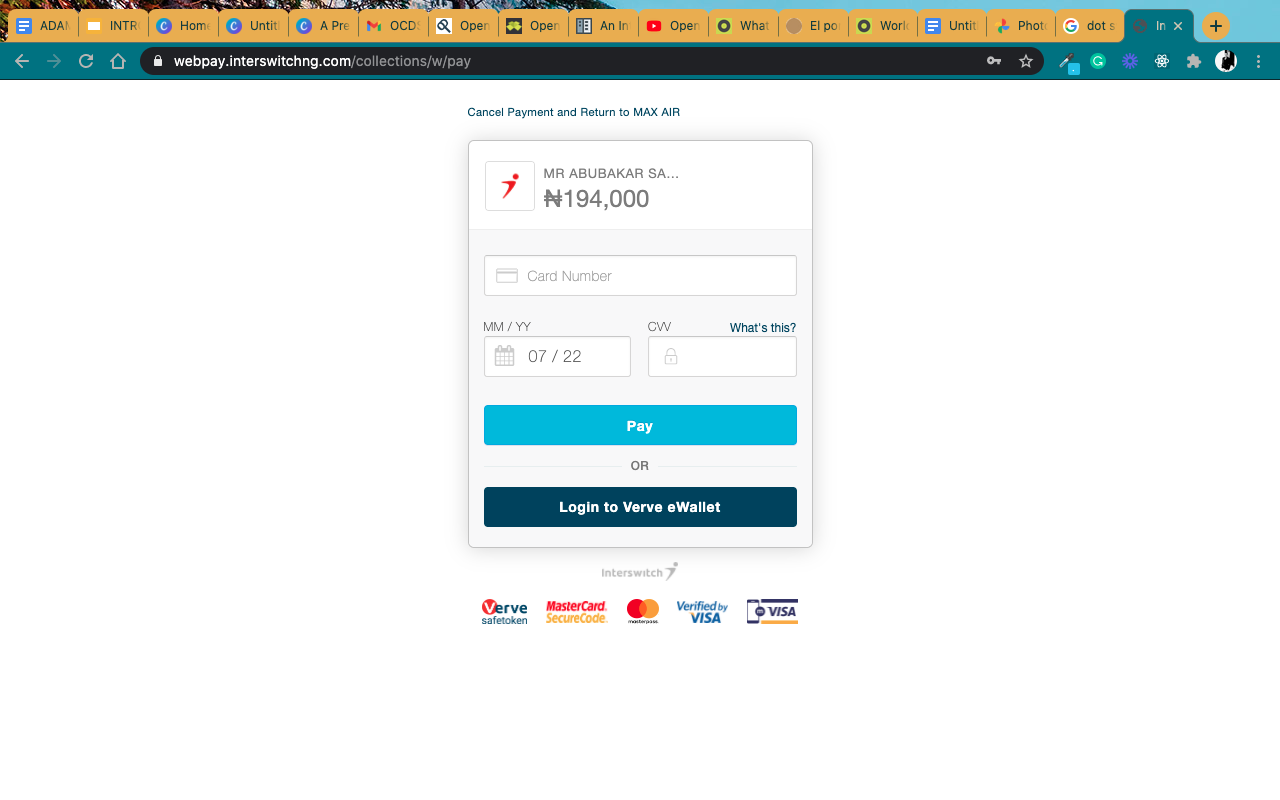 ADAM
INTRO
Home
Untitl
A Pre
OCDS
Open
Open
An In
Open
What
El po
World
Untit
Photo
dot s
In
webpay.interswitchng.com/collections/w/pay
Cancel Payment and Return to MAX AIR
MR ABUBAKAR SA...
₦194,000
Card Number
MM / YY
CVV
What's this?
07 / 22
Pay
OR
Login to Verve eWallet
Interswitch
Verve safetoken
MasterCard. SecureCode.
masterpass
Verified by VISA
m VISA